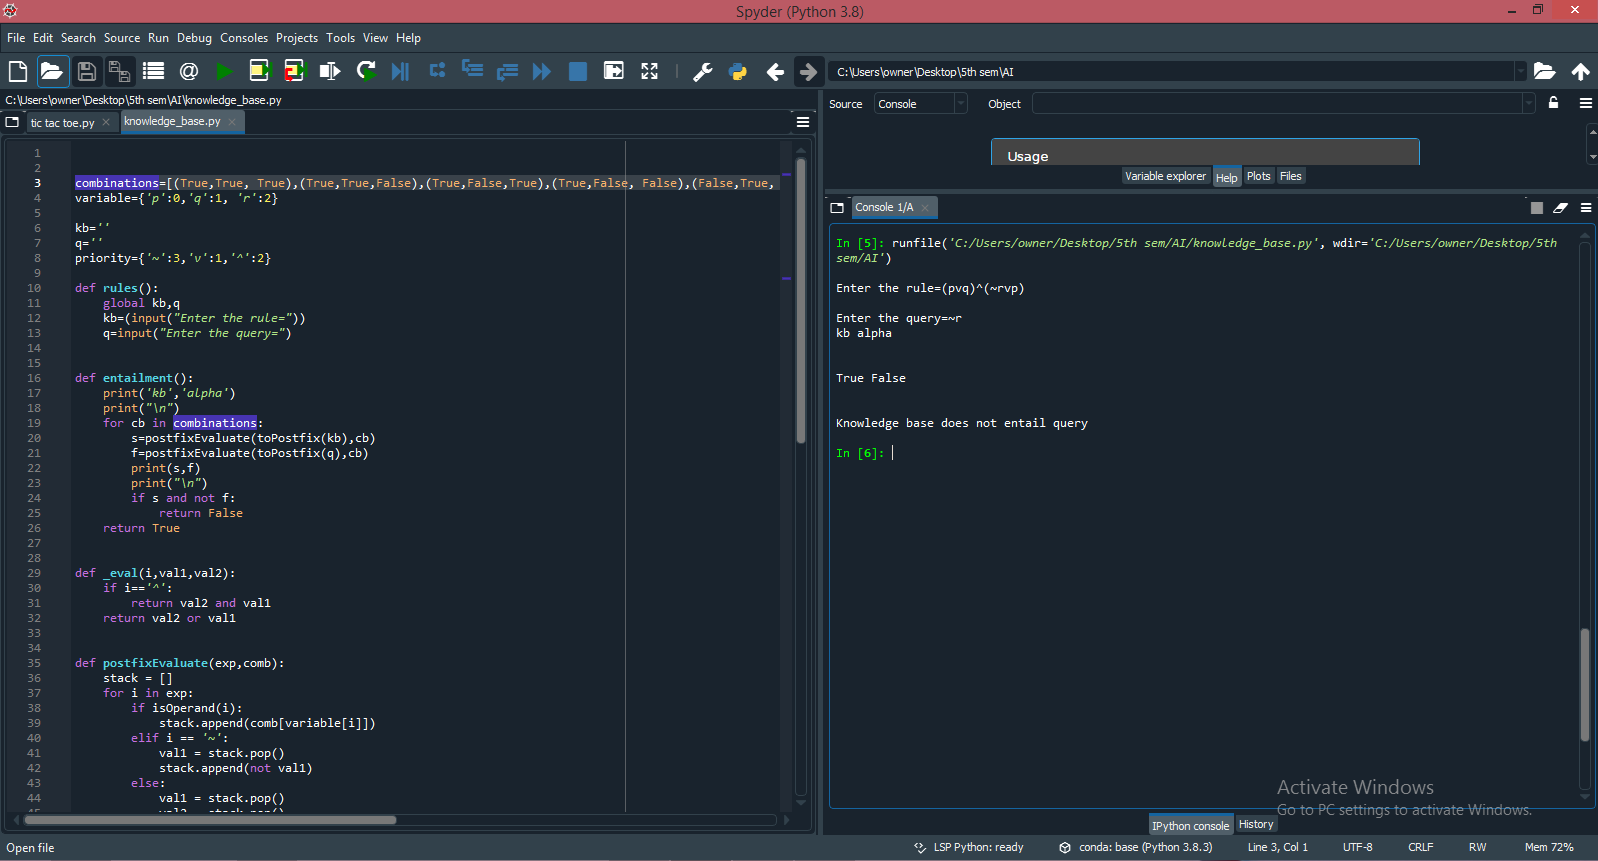 Spyder (Python 3.8)
File Edit Search Source Run Debug Consoles Projects Tools View Help
C:\Users\owner\Desktop\5th sem\AI
C:\Users\owner\Desktop\5th sem\AI\knowledge_base.py
tic tac toe.py knowledge_base.py
1
2
3 combinations=[(True,True, True),(True,True,False),(True,False,True),(True,False, False),(False,True,
4 variable={'p':0,'q':1, 'r':2}
5
6 kb=''
7 q=''
8 priority={'~':3,'v':1,'^':2}
9
10 def rules():
11     global kb,q
12     kb=(input("Enter the rule="))
13     q=input("Enter the query=")
14
15
16 def entailment():
17     print('kb','alpha')
18     print("\n")
19     for cb in combinations:
20         s=postfixEvaluate(toPostfix(kb),cb)
21         f=postfixEvaluate(toPostfix(q),cb)
22         print(s,f)
23         print("\n")
24         if s and not f:
25             return False
26     return True
27
28
29 def _eval(i,val1,val2):
30     if i=='^':
31         return val2 and val1
32     return val2 or val1
33
34
35 def postfixEvaluate(exp,comb):
36     stack = []
37     for i in exp:
38         if isOperand(i):
39             stack.append(comb[variable[i]])
40         elif i == '~':
41             val1 = stack.pop()
42             stack.append(not val1)
43         else:
44             val1 = stack.pop()
Source Console Object
Usage
Variable explorer Help Plots Files
Console 1/A
In [5]: runfile('C:/Users/owner/Desktop/5th sem/AI/knowledge_base.py', wdir='C:/Users/owner/Desktop/5th
sem/AI')
Enter the rule=(pvq)^(~rvp)
Enter the query=~r
kb alpha
True False
Knowledge base does not entail query
In [6]:
Activate Windows
Go to PC settings to activate Windows.
IPython console History
Open file LSP Python: ready conda: base (Python 3.8.3) Line 3, Col 1 UTF-8 CRLF RW Mem 72%